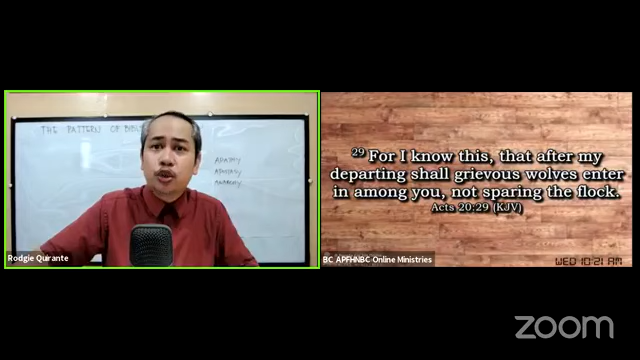 THE PATTERN OF
29 For I know this, that after my
departing shall grievous wolves enter
in among you, not sparing the flock.
Acts 20:29 (KJV)
Rodgie Quirante
BC APFHNBC Online Ministries
WED 10:21 AM
zoom